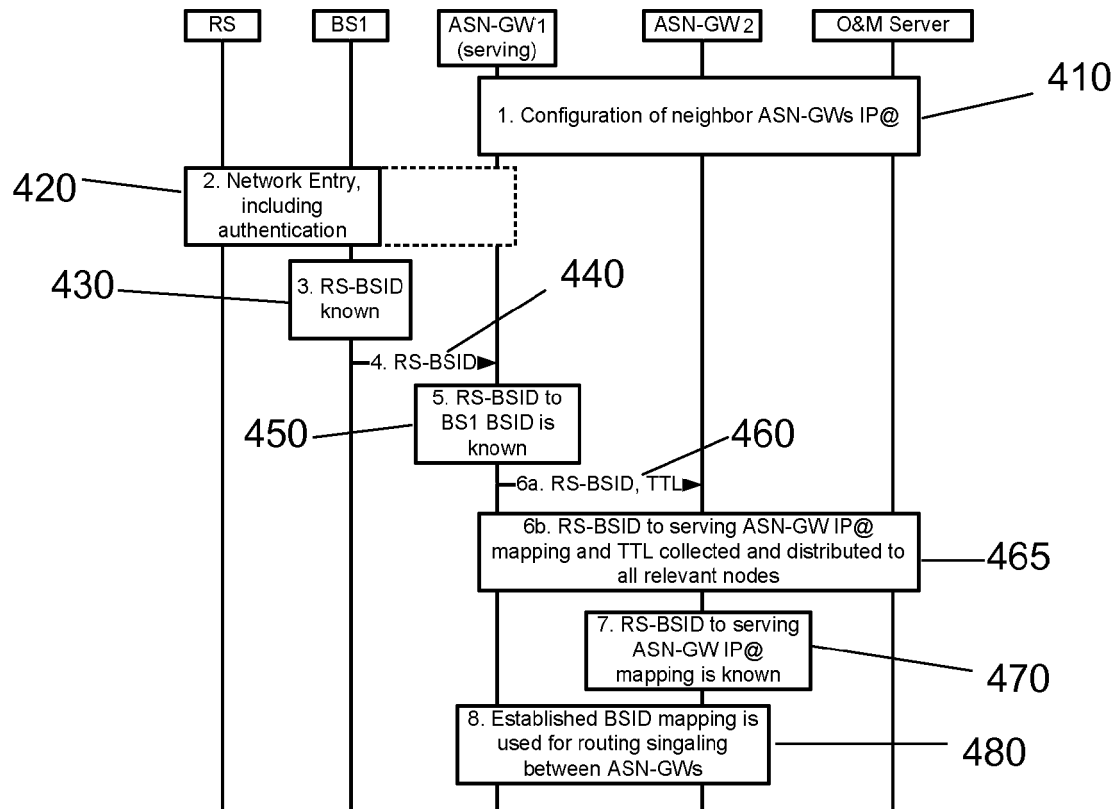 RS
BS1
ASN-GW1
(serving)
ASN-GW2
O&M Server
410
1. Configuration of neighbor ASN-GWs IP@
420
2. Network Entry,
including
authentication
430
3. RS-BSID
known
440
4. RS-BSID
450
5. RS-BSID to
BS1 BSID is
known
460
6a. RS-BSID, TTL
6b. RS-BSID to serving ASN-GW IP@
mapping and TTL collected and distributed to
all relevant nodes
465
7. RS-BSID to serving
ASN-GW IP@
mapping is known
470
8. Established BSID mapping is
used for routing singaling
between ASN-GWs
480